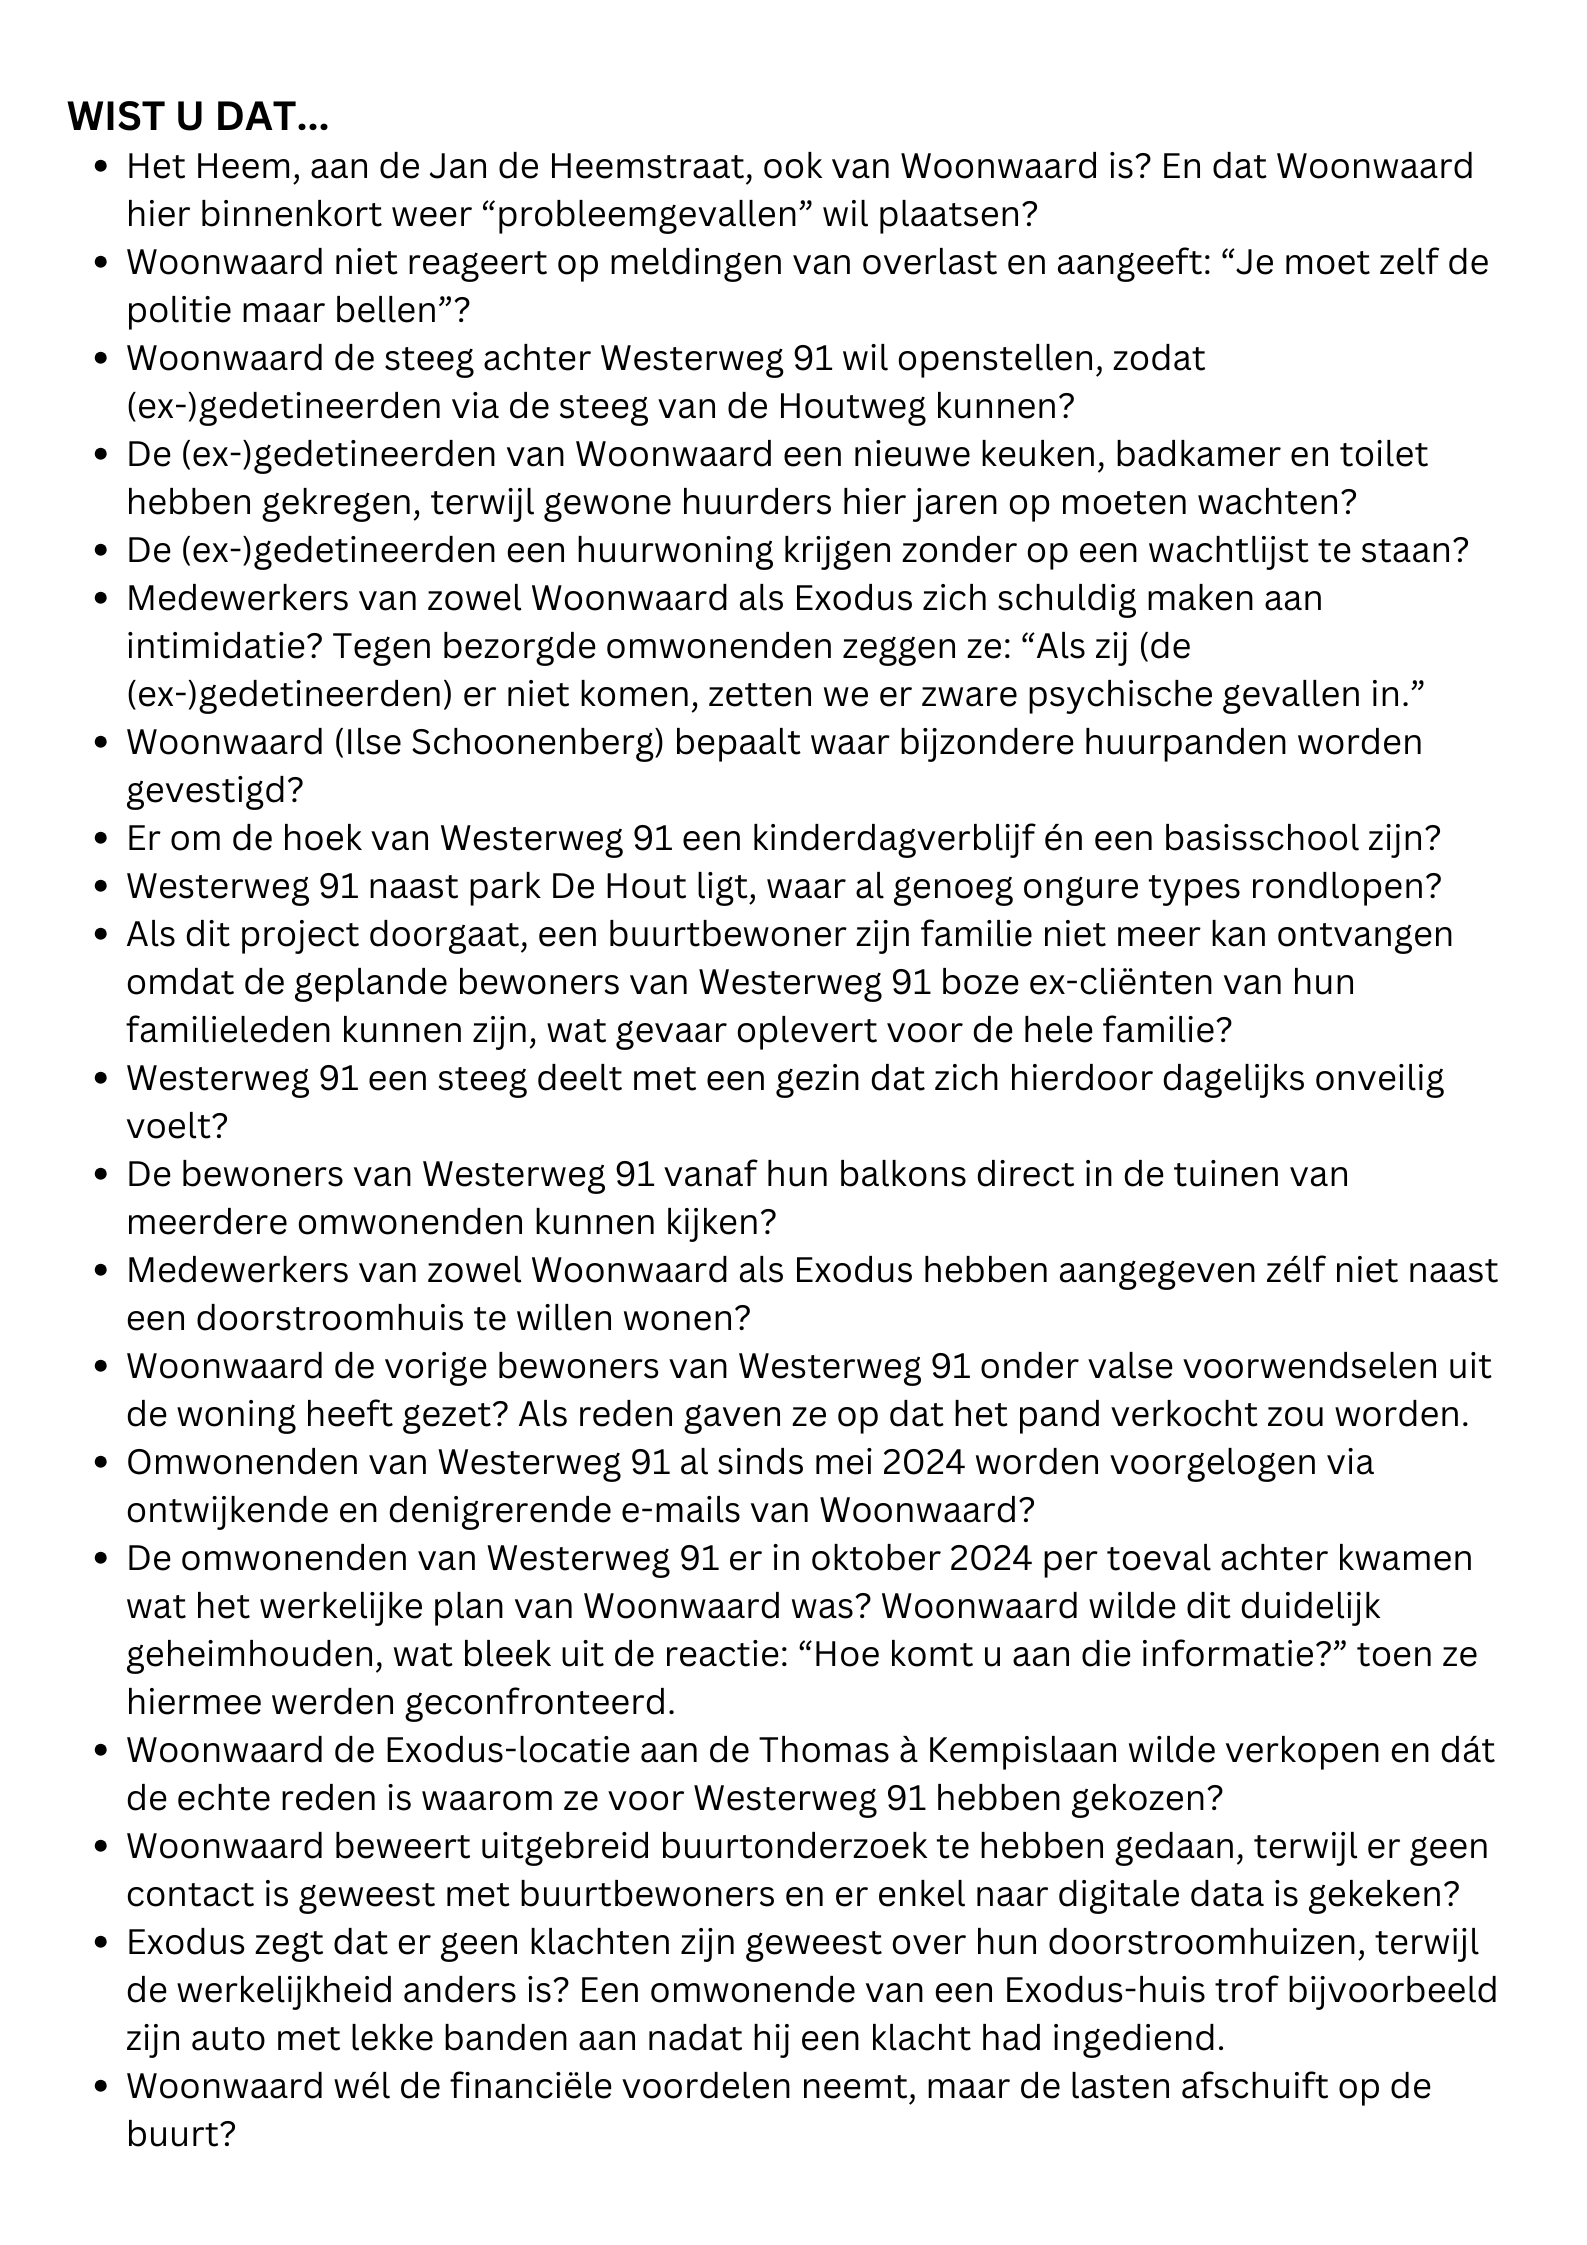 WIST U DAT...
• Het Heem, aan de Jan de Heemstraat, ook van Woonwaard is? En dat Woonwaard
hier binnenkort weer “probleemgevallen” wil plaatsen?
• Woonwaard niet reageert op meldingen van overlast en aangeeft: “Je moet zelf de
politie maar bellen”?
• Woonwaard de steeg achter Westerweg 91 wil openstellen, zodat
(ex-)gedetineerden via de steeg van de Houtweg kunnen?
• De (ex-)gedetineerden van Woonwaard een nieuwe keuken, badkamer en toilet
hebben gekregen, terwijl gewone huurders hier jaren op moeten wachten?
• De (ex-)gedetineerden een huurwoning krijgen zonder op een wachtlijst te staan?
• Medewerkers van zowel Woonwaard als Exodus zich schuldig maken aan
intimidatie? Tegen bezorgde omwonenden zeggen ze: “Als zij (de
(ex-)gedetineerden) er niet komen, zetten we er zware psychische gevallen in.”
• Woonwaard (Ilse Schoonenberg) bepaalt waar bijzondere huurpanden worden
gevestigd?
• Er om de hoek van Westerweg 91 een kinderdagverblijf én een basisschool zijn?
• Westerweg 91 naast park De Hout ligt, waar al genoeg ongure types rondlopen?
• Als dit project doorgaat, een buurtbewoner zijn familie niet meer kan ontvangen
omdat de geplande bewoners van Westerweg 91 boze ex-cliënten van hun
familieleden kunnen zijn, wat gevaar oplevert voor de hele familie?
• Westerweg 91 een steeg deelt met een gezin dat zich hierdoor dagelijks onveilig
voelt?
• De bewoners van Westerweg 91 vanaf hun balkons direct in de tuinen van
meerdere omwonenden kunnen kijken?
• Medewerkers van zowel Woonwaard als Exodus hebben aangegeven zélf niet naast
een doorstroomhuis te willen wonen?
• Woonwaard de vorige bewoners van Westerweg 91 onder valse voorwendselen uit
de woning heeft gezet? Als reden gaven ze op dat het pand verkocht zou worden.
• Omwonenden van Westerweg 91 al sinds mei 2024 worden voorgelogen via
ontwijkende en denigrerende e-mails van Woonwaard?
• De omwonenden van Westerweg 91 er in oktober 2024 per toeval achter kwamen
wat het werkelijke plan van Woonwaard was? Woonwaard wilde dit duidelijk
geheimhouden, wat bleek uit de reactie: “Hoe komt u aan die informatie?” toen ze
hiermee werden geconfronteerd.
• Woonwaard de Exodus-locatie aan de Thomas à Kempislaan wilde verkopen en dát
de echte reden is waarom ze voor Westerweg 91 hebben gekozen?
• Woonwaard beweert uitgebreid buurtonderzoek te hebben gedaan, terwijl er geen
contact is geweest met buurtbewoners en er enkel naar digitale data is gekeken?
• Exodus zegt dat er geen klachten zijn geweest over hun doorstroomhuizen, terwijl
de werkelijkheid anders is? Een omwonende van een Exodus-huis trof bijvoorbeeld
zijn auto met lekke banden aan nadat hij een klacht had ingediend.
• Woonwaard wél de financiële voordelen neemt, maar de lasten afschuift op de
buurt?